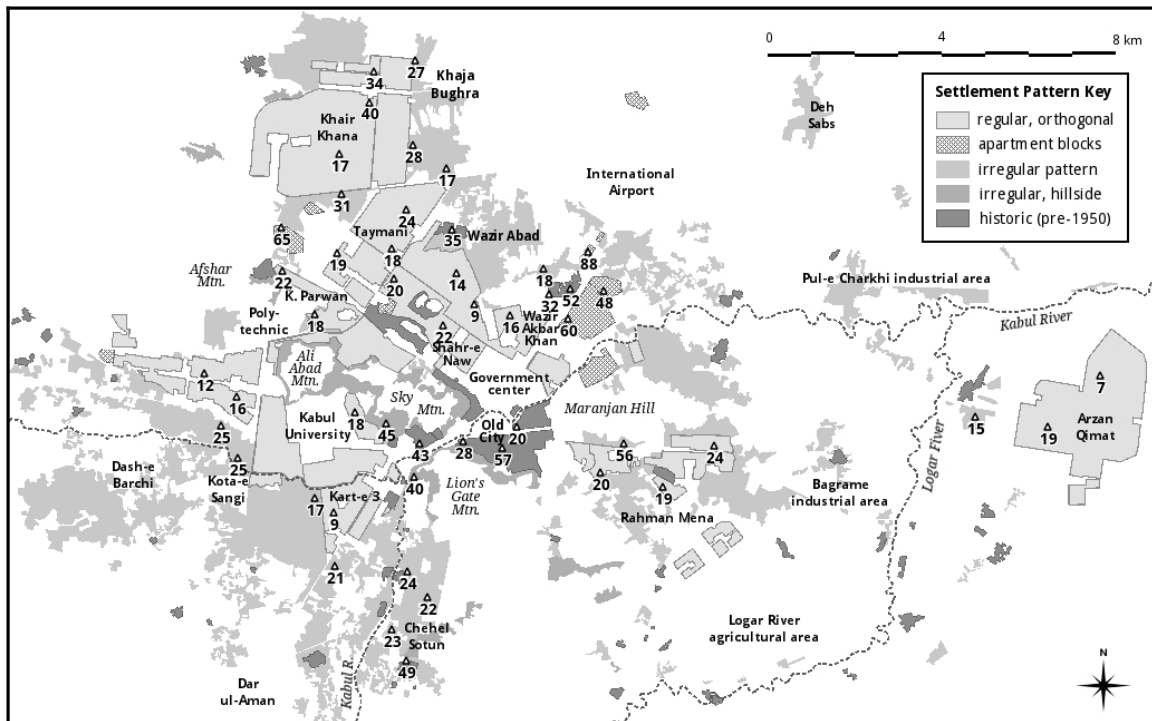 0 4 8 km
27
34
Khaja
Bughra
40
Khair
Khana
28
17
17
31
24
Taymani
35
Wazir Abad
65
18
19
22
Afshar
Mtn.
K. Parwan
20
14
9
18
Poly-
technic
International
Airport
88
18
52
32
48
60
16
Wazir
Akbar
Khan
22
Shahr-e
Naw
Government
center
Deh
Sabs
Settlement Pattern Key
regular, orthogonal
apartment blocks
irregular pattern
irregular, hillside
historic (pre-1950)
Pul-e Charkhi industrial area
Kabul River
Ali
Abad
Mtn.
12
16
25
25
Sky
Mtn.
Kabul
University
18
45
43
28
Old
City
20
57
Maranjan Hill
56
24
20
19
Rahman Mena
Bagrame
industrial area
Logar River
15
7
19
Arzan
Qimat
Dash-e
Barchi
Kota-e
Sangi
17
Kart-e 3
9
40
Lion's
Gate
Mtn.
21
24
22
Chehel
Sotun
23
49
Kabul R.
Dar
ul-Aman
Logar River
agricultural area
N